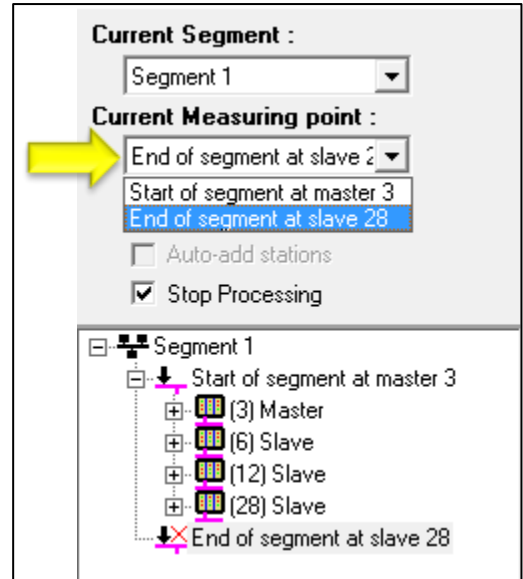 Current Segment :
Segment 1
Current Measuring point :
End of segment at slave 2
Start of segment at master 3
End of segment at slave 28
Auto-add stations
Stop Processing
Segment 1
Start of segment at master 3
(3) Master
(6) Slave
(12) Slave
(28) Slave
End of segment at slave 28